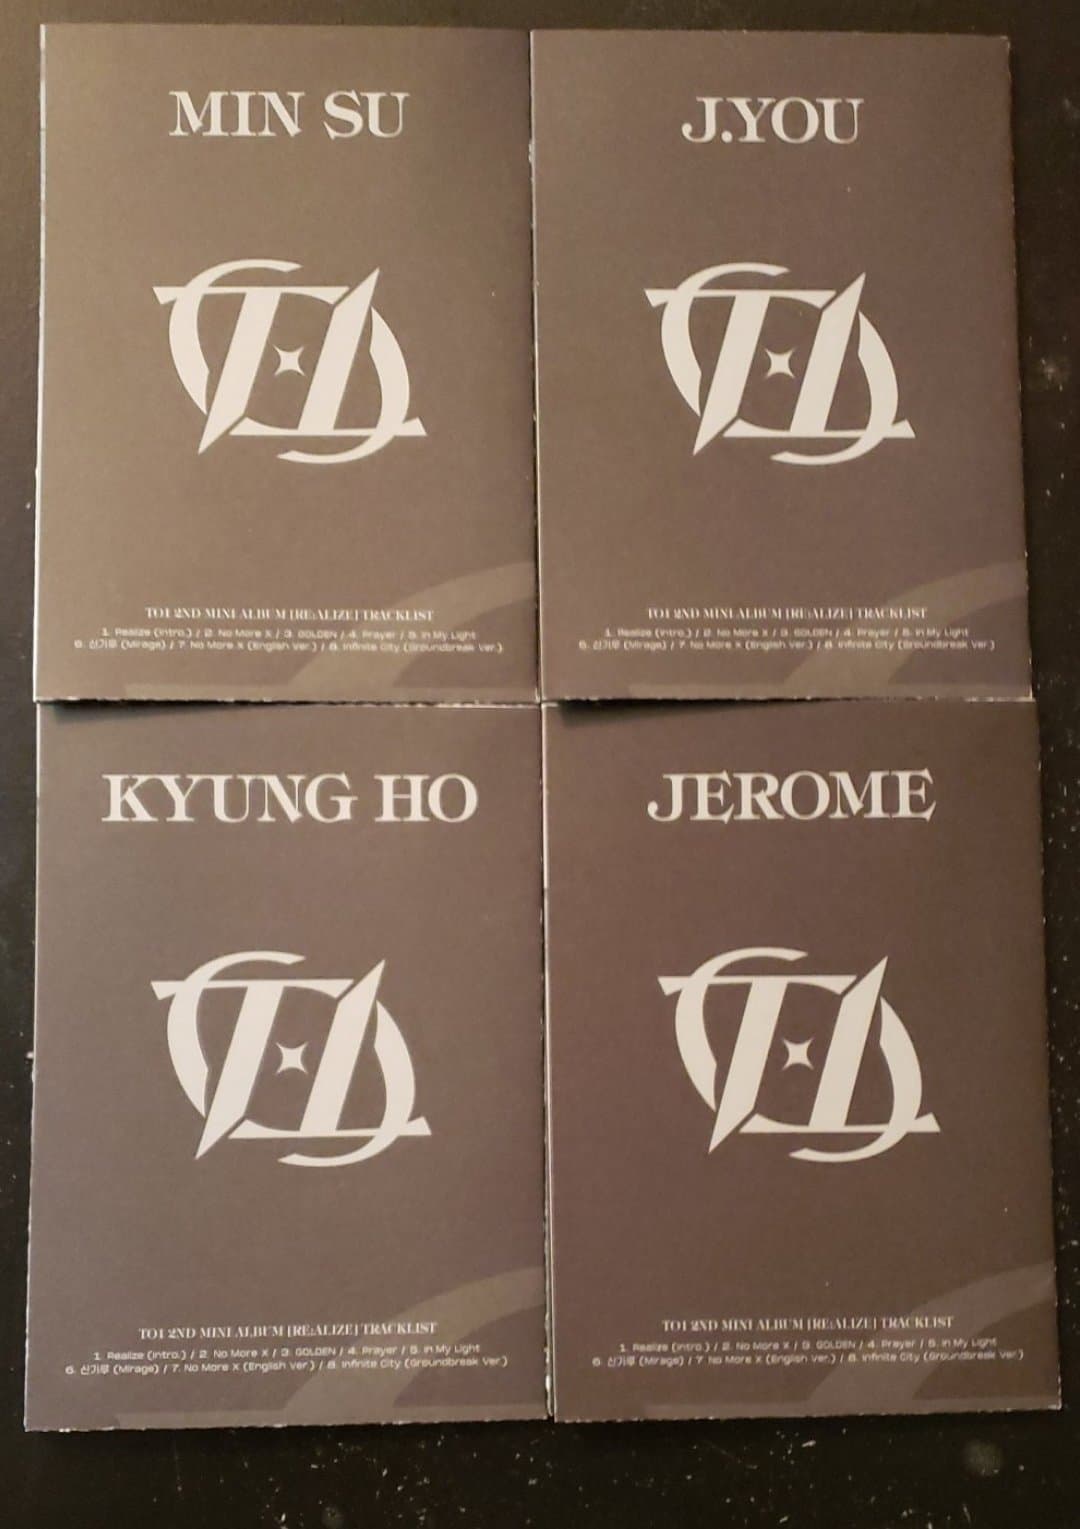 MIN SU
TO1 2ND MINI ALBUM [RE:ALIZE] TRACKLIST
1. Realize (Intro.) / 2. No More X / 3. GOLDEN / 4. Prayer / 5. In My Light
6. 신기루 (Mirage) / 7. No More X (English Ver.) / 8. Infinite City (Groundbreak Ver.)
J.YOU
TO1 2ND MINI ALBUM [RE:ALIZE] TRACKLIST
1. Realize (Intro.) / 2. No More X / 3. GOLDEN / 4. Prayer / 5. In My Light
6. 신기루 (Mirage) / 7. No More X (English Ver.) / 8. Infinite City (Groundbreak Ver.)
KYUNG HO
TO1 2ND MINI ALBUM [RE:ALIZE] TRACKLIST
1. Realize (Intro.) / 2. No More X / 3. GOLDEN / 4. Prayer / 5. In My Light
6. 신기루 (Mirage) / 7. No More X (English Ver.) / 8. Infinite City (Groundbreak Ver.)
JEROME
TO1 2ND MINI ALBUM [RE:ALIZE] TRACKLIST
1. Realize (Intro.) / 2. No More X / 3. GOLDEN / 4. Prayer / 5. In My Light
6. 신기루 (Mirage) / 7. No More X (English Ver.) / 8. Infinite City (Groundbreak Ver.)